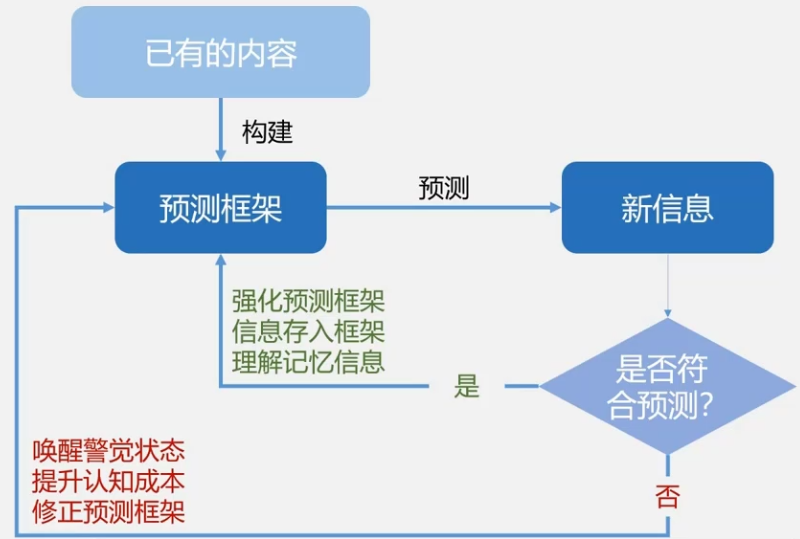 已有的内容
构建
预测框架
预测
新信息
强化预测框架
信息存入框架
理解记忆信息
是
是否符
合预测？
唤醒警觉状态
提升认知成本
修正预测框架
否